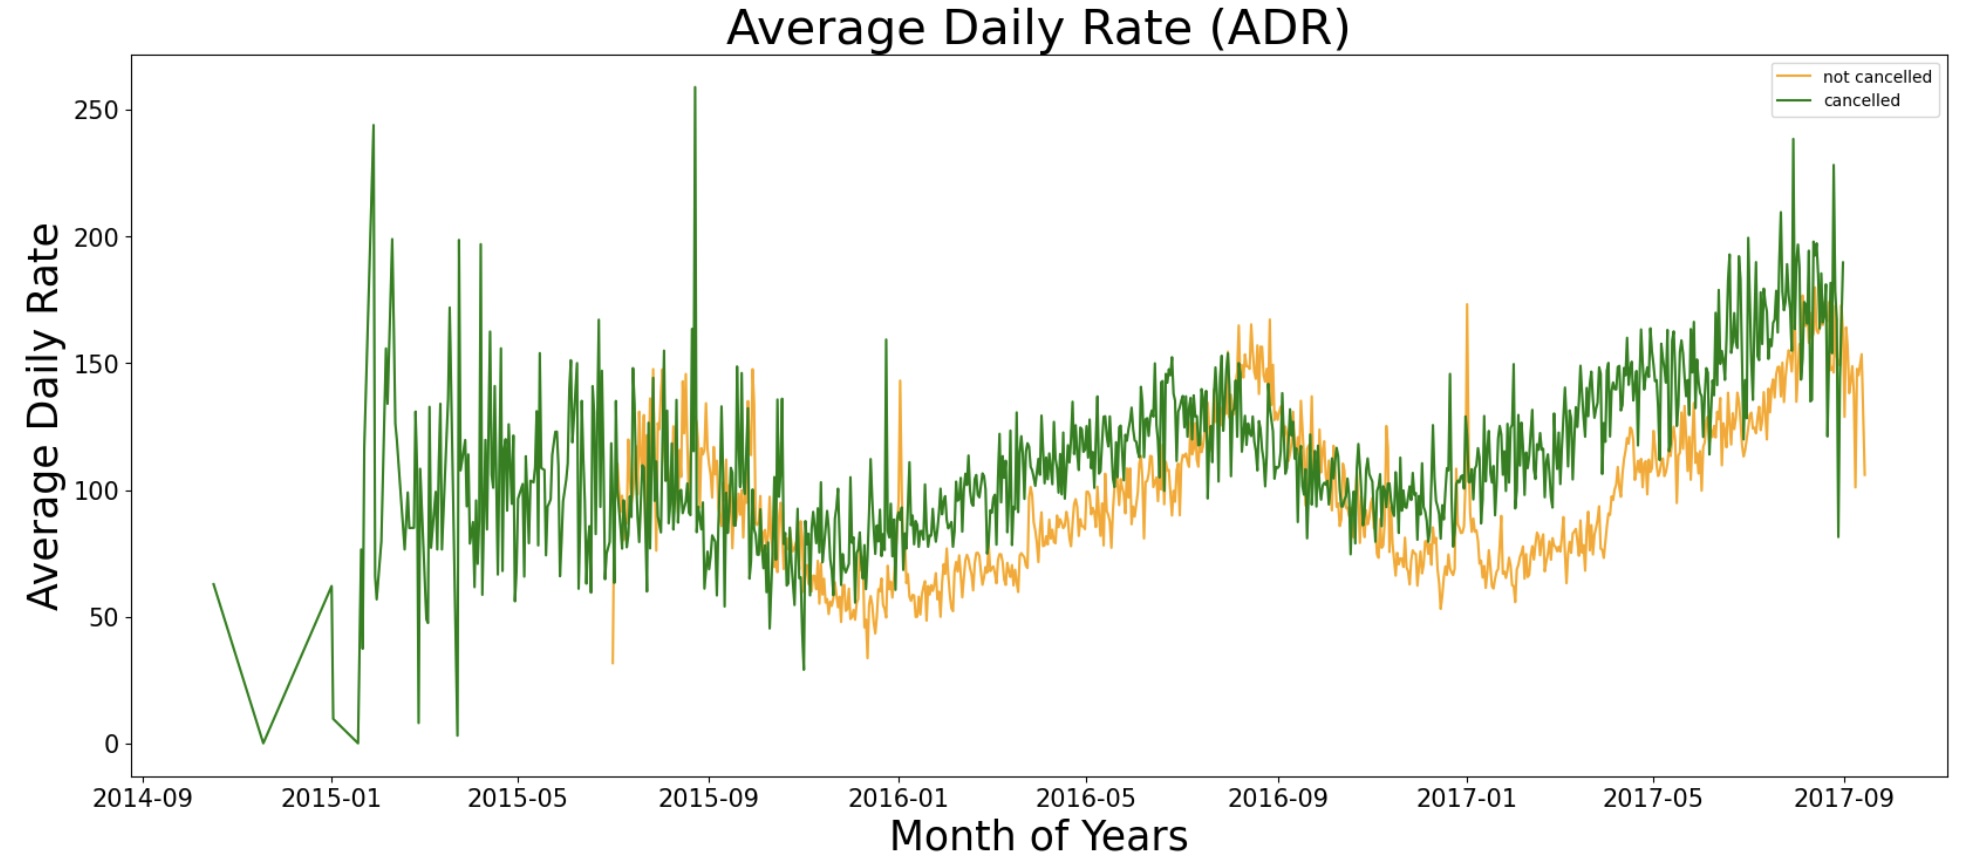 Average Daily Rate (ADR)
not cancelled
cancelled
250
200
150
100
50
0
Average Daily Rate
2014-09 2015-01 2015-05 2015-09 2016-01 2016-05 2016-09 2017-01 2017-05 2017-09
Month of Years